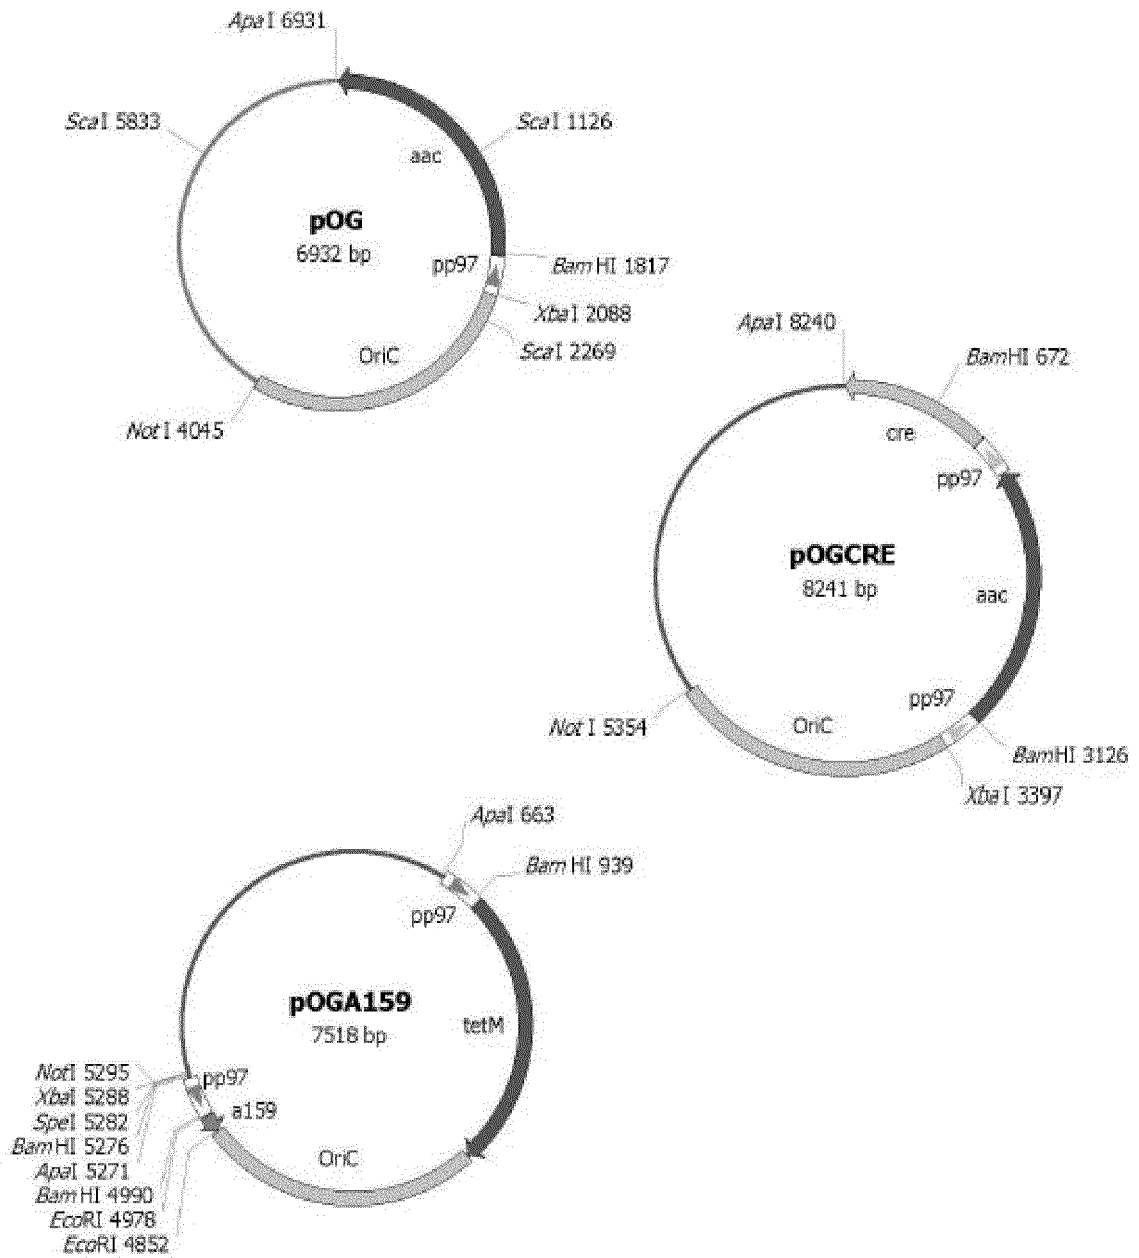 ApaI 6931
ScaI 5833
ScaI 1126
aac
pOG
6932 bp
pp97
BamHI 1817
XbaI 2088
ScaI 2269
OriC
NotI 4045
ApaI 8240
BamHI 672
cre
pp97
pOGCRE
8241 bp
aac
pp97
OriC
NotI 5354
BamHI 3126
XbaI 3397
ApaI 663
BamHI 939
pp97
pOGA159
7518 bp
tetM
NotI 5295
pp97
XbaI 5288
SpeI 5282
a159
BamHI 5276
ApaI 5271
OriC
BamHI 4990
EcoRI 4978
EcoRI 4852